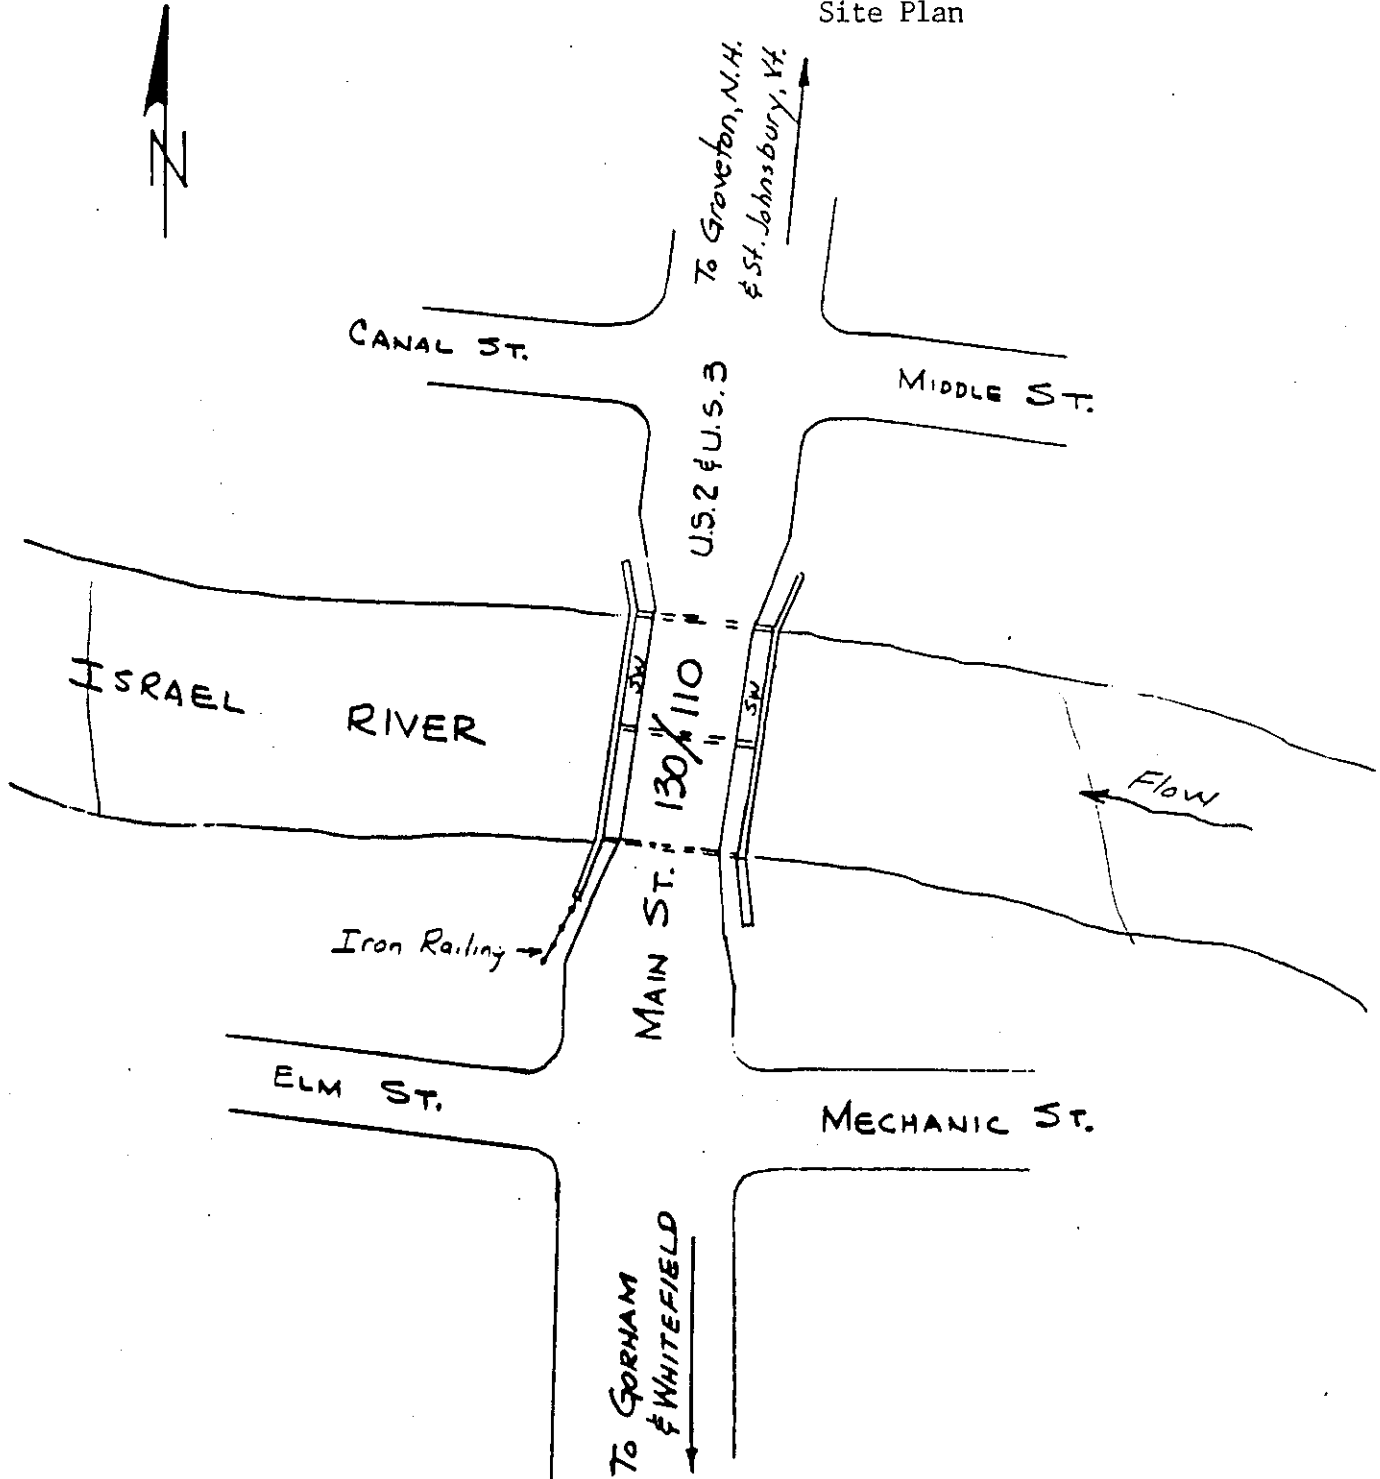 Site Plan
To Groveton, N.H.
& St. Johnsbury, Vt.
N
CANAL ST.
MIDDLE ST.
U.S. 2 & U.S. 3
ISRAEL RIVER
SW
SW
130/110
Flow
MAIN ST.
Iron Railing
ELM ST.
MECHANIC ST.
To GORHAM
& WHITEFIELD